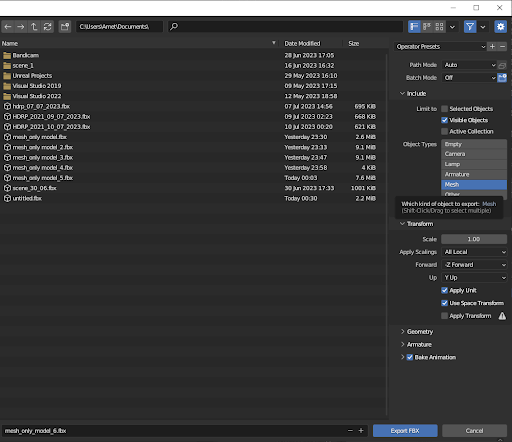 C:\Users\Amet\Documents\
Operator Presets
Name Date Modified Size
Bandicam 28 Jun 2023 17:05
scene_1 16 Jun 2023 16:32
Unreal Projects 29 May 2023 16:10
Visual Studio 2019 09 May 2023 17:15
Visual Studio 2022 12 May 2023 18:58
hdrp_07_07_2023.fbx 07 Jul 2023 14:56 695 KiB
HDRP_2021_09_07_2023.fbx 09 Jul 2023 02:23 668 KiB
HDRP_2021_10_07_2023.fbx 10 Jul 2023 00:20 621 KiB
mesh_only model.fbx Yesterday 23:30 2.6 MiB
mesh_only model_2.fbx Yesterday 23:33 9.1 MiB
mesh_only model_3.fbx Yesterday 23:47 9.1 MiB
mesh_only model_4.fbx Yesterday 23:58 4 KiB
mesh_only model_5.fbx Today 00:03 7.6 MiB
scene_30_06.fbx 30 Jun 2023 17:33 1001 KiB
untitled.fbx Today 00:30 2.2 MiB
Path Mode Auto
Batch Mode Off
Include
Limit to Selected Objects
Visible Objects
Active Collection
Object Types Empty
Camera
Lamp
Armature
Mesh
Other
Which kind of object to export: Mesh
(Shift-Click/Drag to select multiple)
Transform
Scale 1.00
Apply Scalings All Local
Forward -Z Forward
Up Y Up
Apply Unit
Use Space Transform
Apply Transform
Geometry
Armature
Bake Animation
mesh_only_model_6.fbx
Export FBX
Cancel